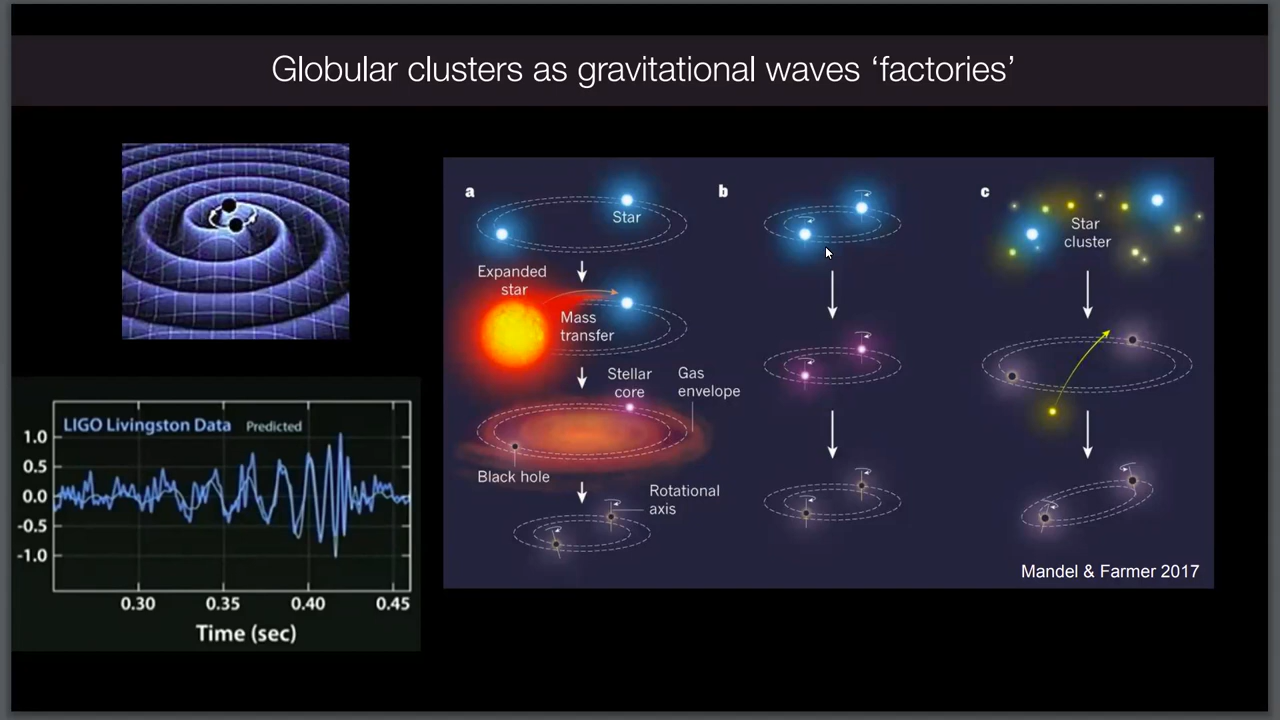 Globular clusters as gravitational waves ‘factories’
a
Star
Expanded
star
Mass
transfer
Stellar
core
Gas
envelope
Black hole
Rotational
axis
b
c
Star
cluster
Mandel & Farmer 2017
LIGO Livingston Data Predicted
1.0
0.5
0.0
-0.5
-1.0
0.30 0.35 0.40 0.45
Time (sec)